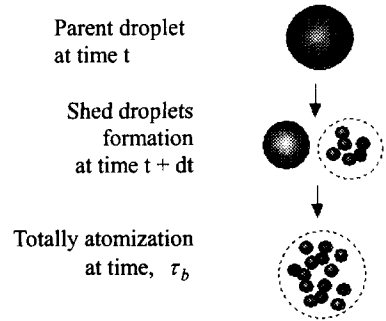 Parent droplet
at time t
Shed droplets
formation
at time t + dt
Totally atomization
at time, τ_b